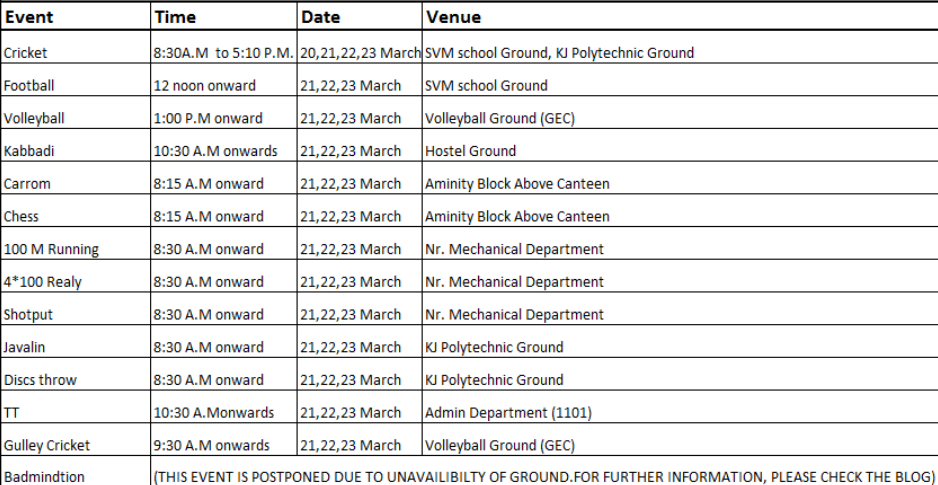 Event Time Date Venue
Cricket 8:30A.M to 5:10 P.M. 20,21,22,23 March SVM school Ground, KJ Polytechnic Ground
Football 12 noon onward 21,22,23 March SVM school Ground
Volleyball 1:00 P.M onward 21,22,23 March Volleyball Ground (GEC)
Kabbadi 10:30 A.M onwards 21,22,23 March Hostel Ground
Carrom 8:15 A.M onward 21,22,23 March Aminity Block Above Canteen
Chess 8:15 A.M onward 21,22,23 March Aminity Block Above Canteen
100 M Running 8:30 A.M onward 21,22,23 March Nr. Mechanical Department
4*100 Realy 8:30 A.M onward 21,22,23 March Nr. Mechanical Department
Shotput 8:30 A.M onward 21,22,23 March Nr. Mechanical Department
Javalin 8:30 A.M onward 21,22,23 March KJ Polytechnic Ground
Discs throw 8:30 A.M onward 21,22,23 March KJ Polytechnic Ground
TT 10:30 A.Monwards 21,22,23 March Admin Department (1101)
Gulley Cricket 9:30 A.M onwards 21,22,23 March Volleyball Ground (GEC)
Badmindtion (THIS EVENT IS POSTPONED DUE TO UNAVAILIBILTY OF GROUND.FOR FURTHER INFORMATION, PLEASE CHECK THE BLOG)